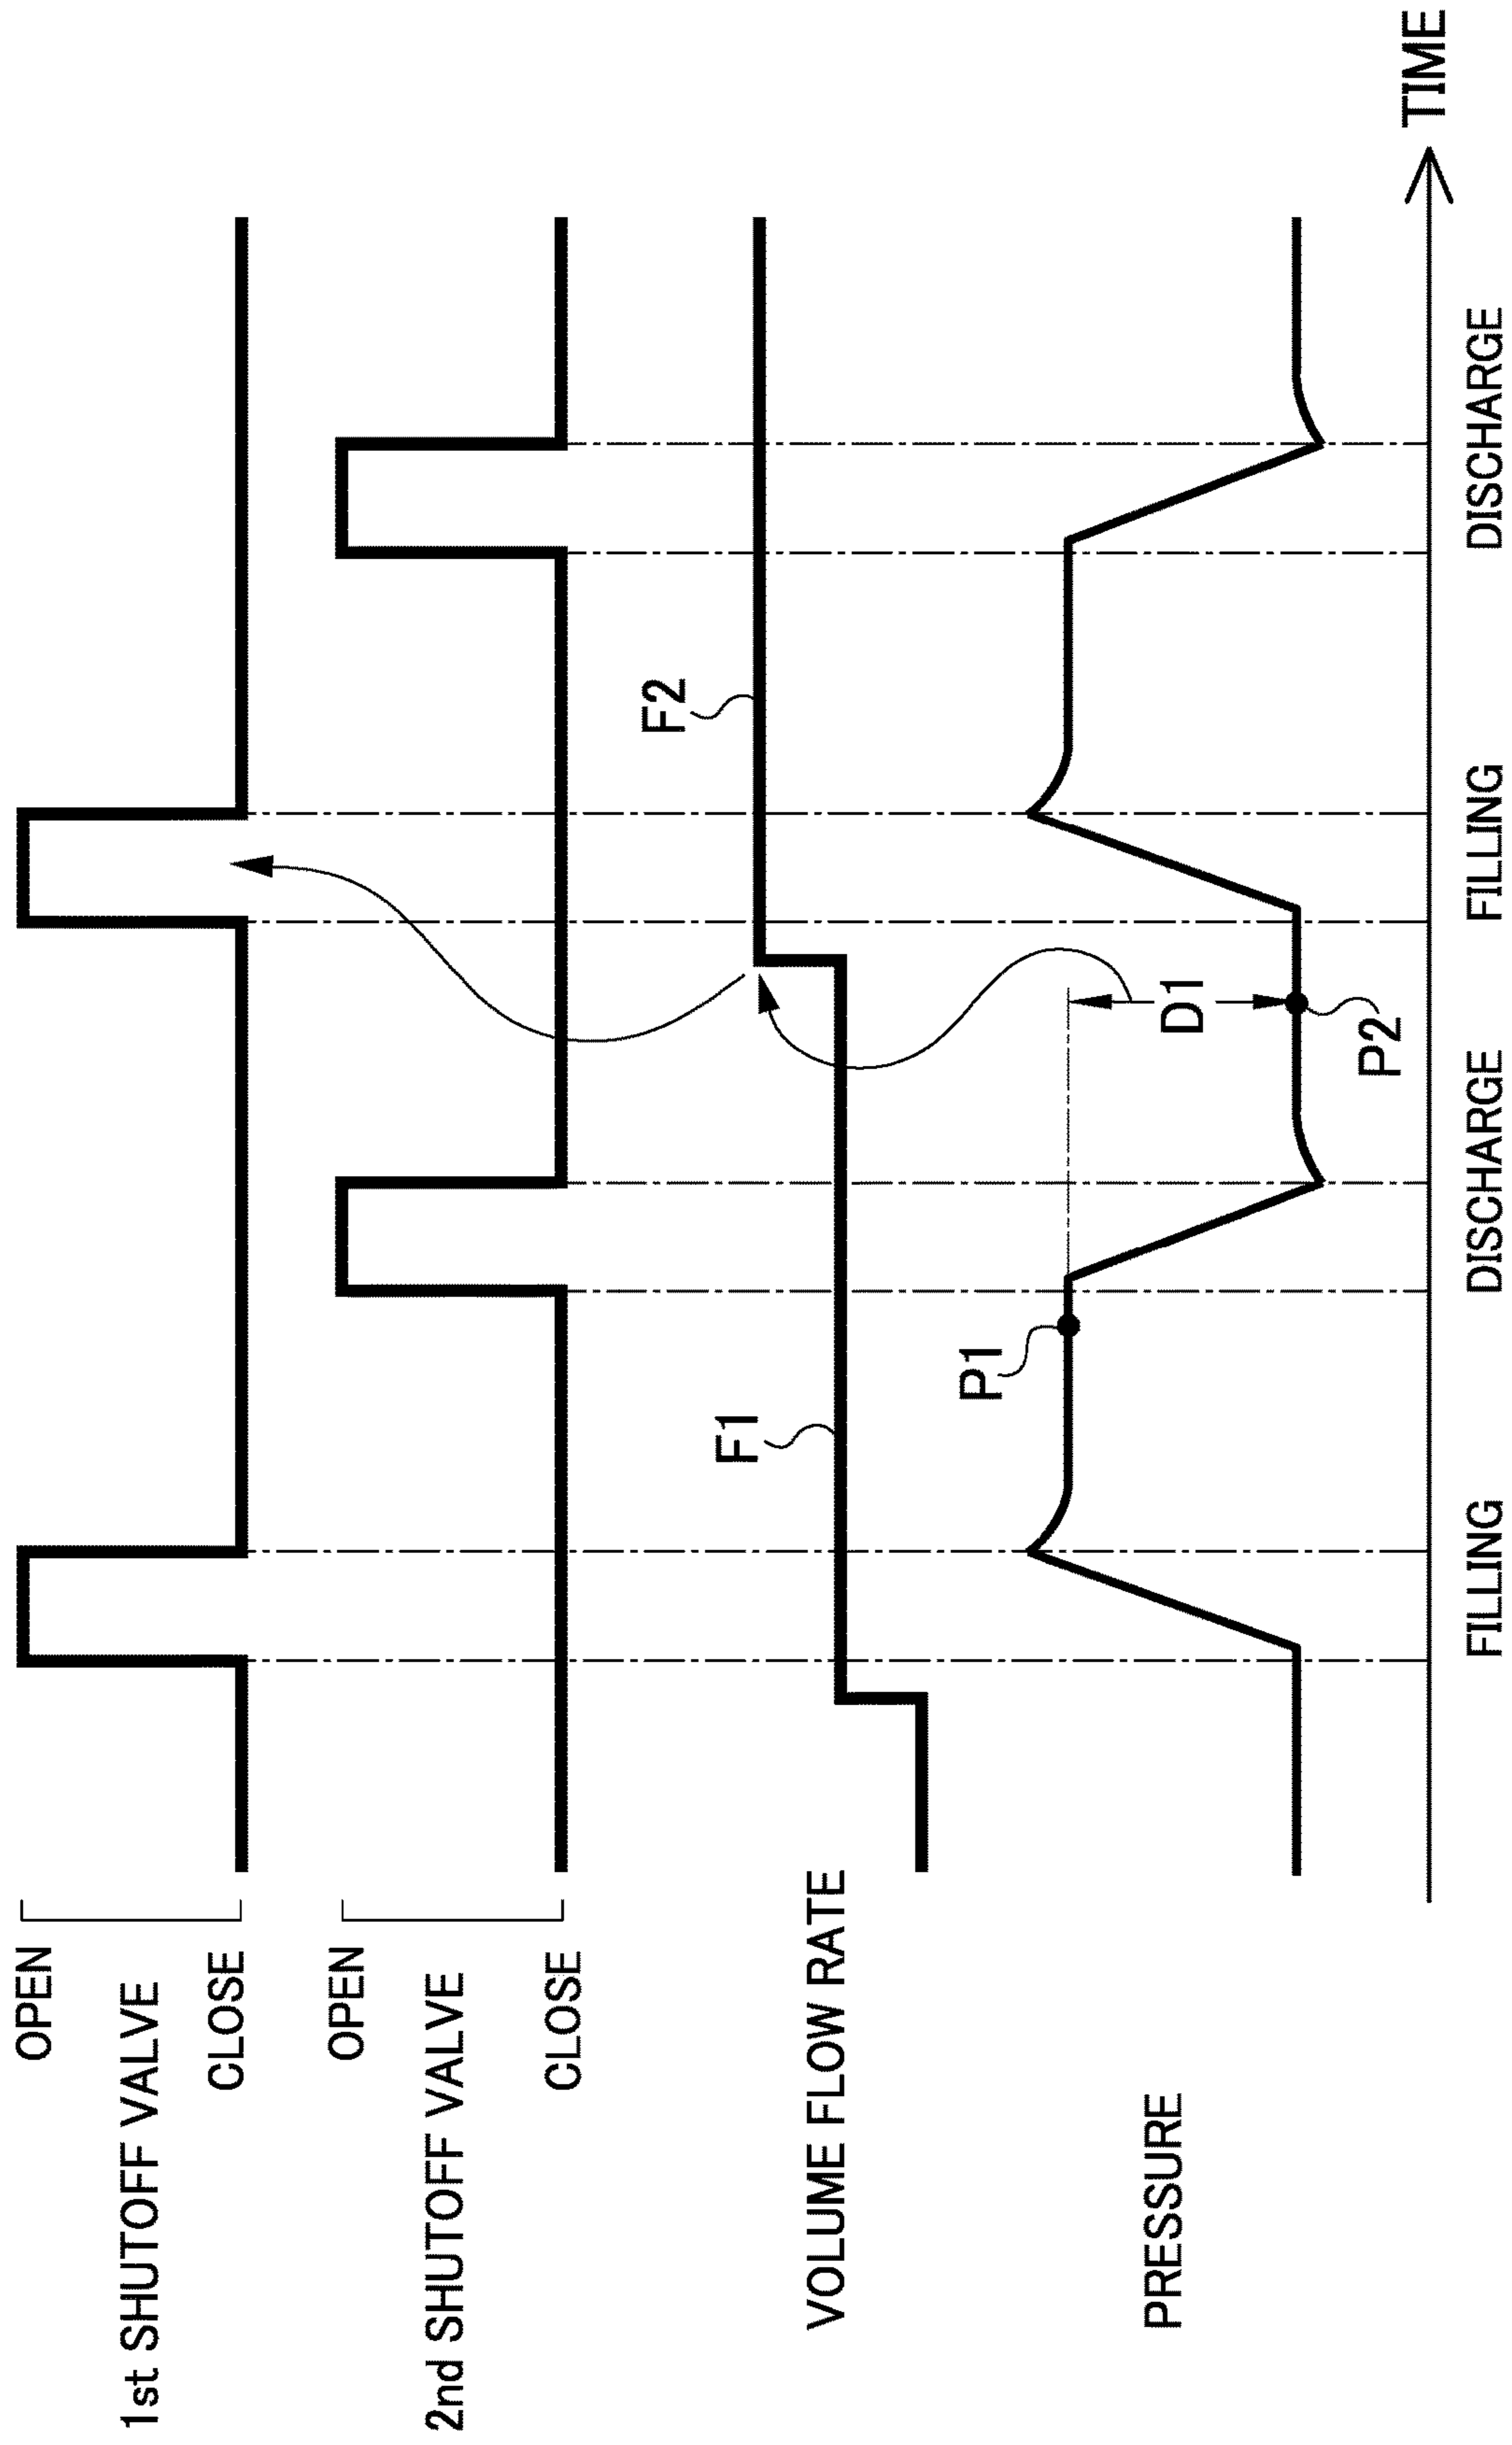 OPEN
1st SHUTOFF VALVE
CLOSE
OPEN
2nd SHUTOFF VALVE
CLOSE
VOLUME FLOW RATE
F1
F2
PRESSURE
P1
D1
P2
TIME
FILLING
DISCHARGE
FILLING
DISCHARGE